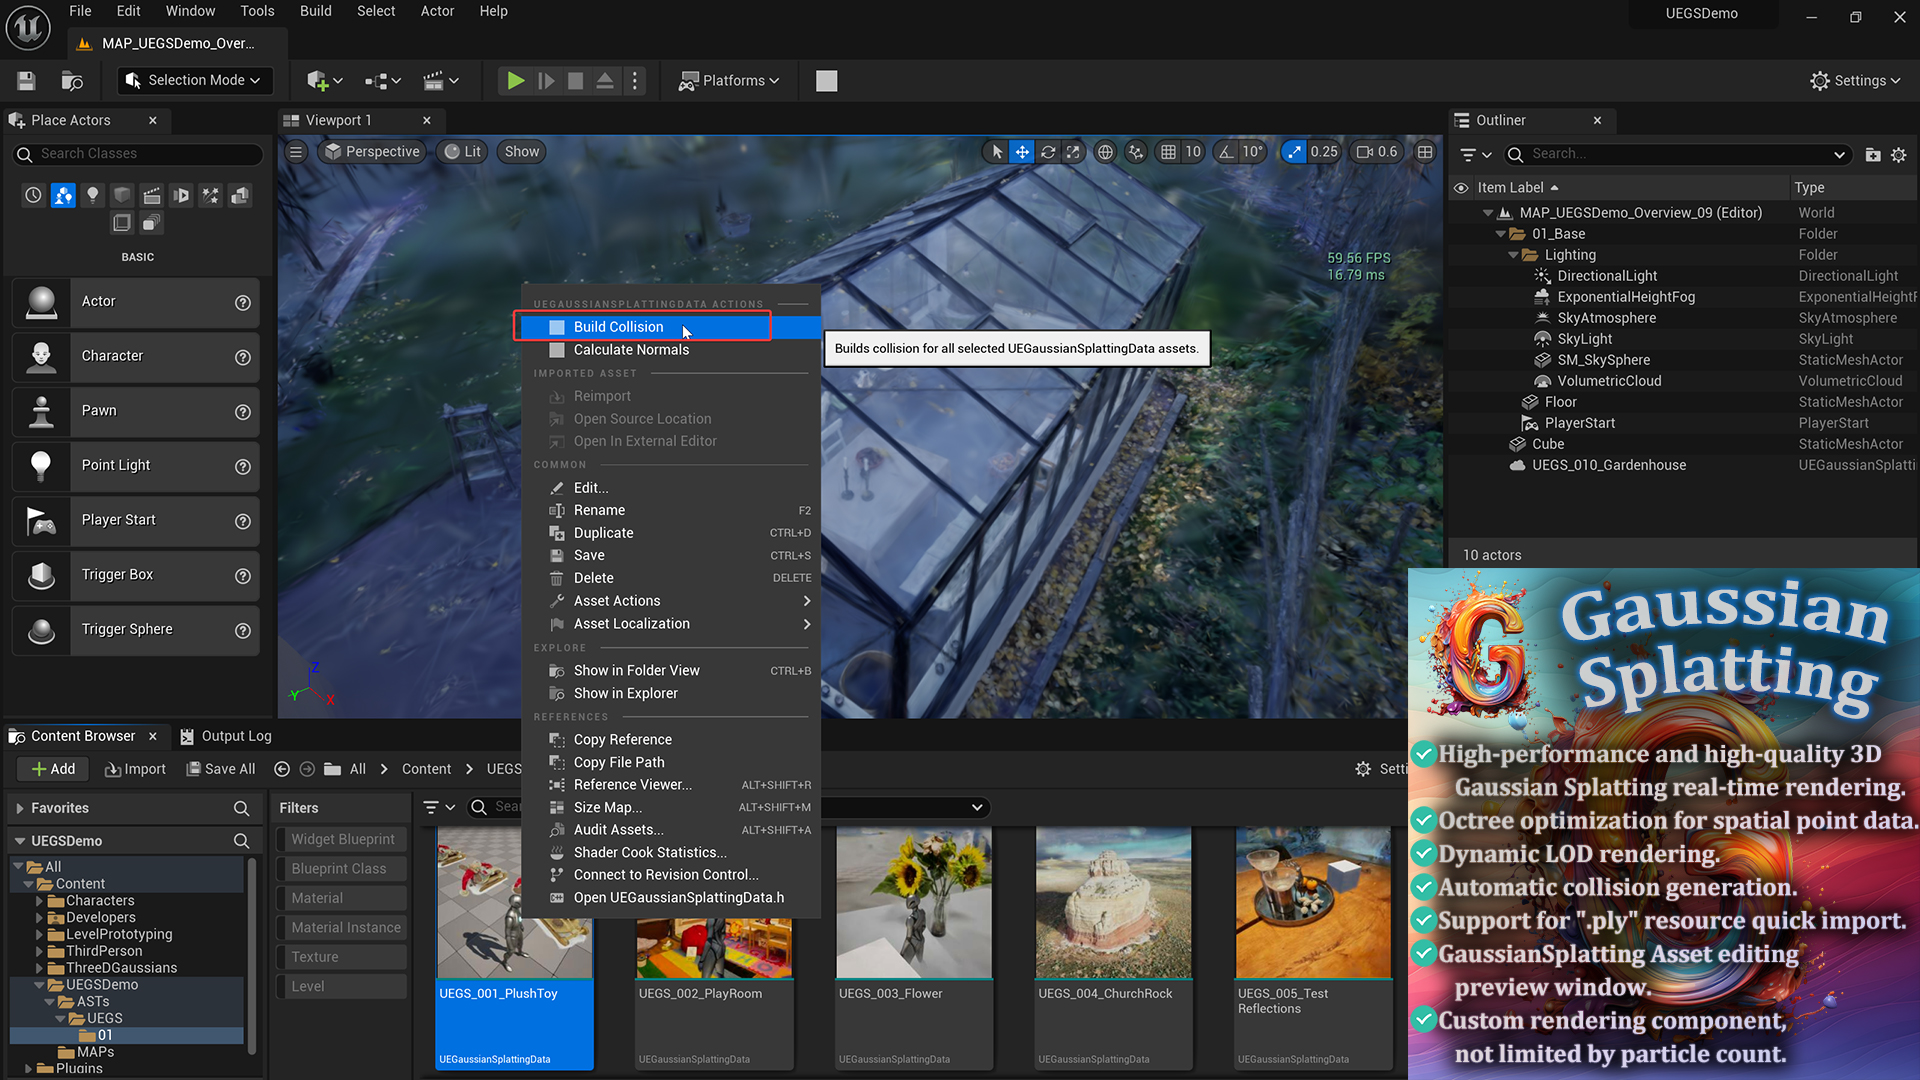 File Edit Window Tools Build Select Actor Help
UEGSDemo
MAP_UEGSDemo_Over...
Selection Mode
Platforms
Settings
Place Actors
Search Classes
BASIC
Actor
Character
Pawn
Point Light
Player Start
Trigger Box
Trigger Sphere
Viewport 1
Perspective Lit Show
10 10° 0.25 0.6
59.56 FPS
16.79 ms
Z
Y
X
UEGAUSSIANSPLATTINGDATA ACTIONS
Build Collision
Calculate Normals
Builds collision for all selected UEGaussianSplattingData assets.
IMPORTED ASSET
Reimport
Open Source Location
Open In External Editor
COMMON
Edit...
Rename F2
Duplicate CTRL+D
Save CTRL+S
Delete DELETE
Asset Actions
Asset Localization
EXPLORE
Show in Folder View CTRL+B
Show in Explorer
REFERENCES
Copy Reference
Copy File Path
Reference Viewer... ALT+SHIFT+R
Size Map... ALT+SHIFT+M
Audit Assets... ALT+SHIFT+A
Shader Cook Statistics...
Connect to Revision Control...
Open UEGaussianSplattingData.h
Outliner
Search...
Item Label Type
MAP_UEGSDemo_Overview_09 (Editor) World
01_Base Folder
Lighting Folder
DirectionalLight DirectionalLight
ExponentialHeightFog ExponentialHeightF
SkyAtmosphere SkyAtmosphere
SkyLight SkyLight
SM_SkySphere StaticMeshActor
VolumetricCloud VolumetricCloud
Floor StaticMeshActor
PlayerStart PlayerStart
Cube StaticMeshActor
UEGS_010_Gardenhouse UEGaussianSplatti
10 actors
Content Browser
Output Log
Add Import Save All All Content UEGS
Setti
Favorites
UEGSDemo
All
Content
Characters
Developers
LevelPrototyping
ThirdPerson
ThreeDGaussians
UEGSDemo
ASTs
UEGS
01
MAPs
Plugins
Filters
Widget Blueprint
Blueprint Class
Material
Material Instance
Texture
Level
Sear
UEGS_001_PlushToy
UEGaussianSplattingData
UEGS_002_PlayRoom
UEGaussianSplattingData
UEGS_003_Flower
UEGaussianSplattingData
UEGS_004_ChurchRock
UEGaussianSplattingData
UEGS_005_Test
Reflections
UEGaussianSplattingData
Gaussian
Splatting
High-performance and high-quality 3D
Gaussian Splatting real-time rendering.
Octree optimization for spatial point data.
Dynamic LOD rendering.
Automatic collision generation.
Support for ".ply" resource quick import.
GaussianSplatting Asset editing
preview window.
Custom rendering component,
not limited by particle count.